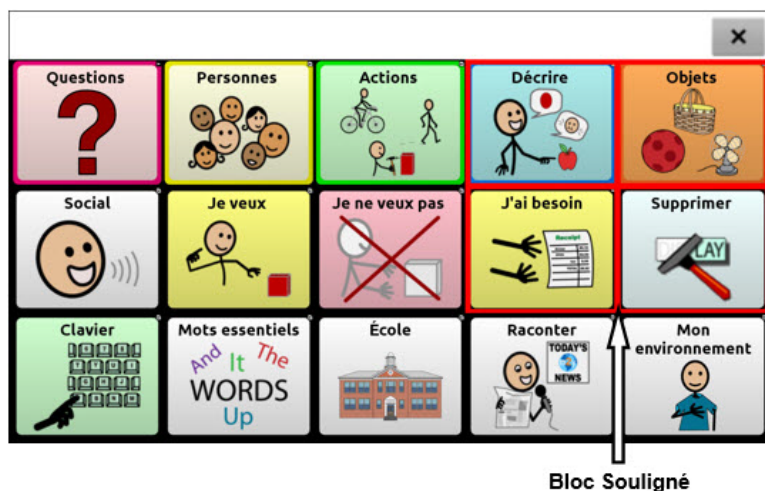 ×
Questions
Personnes
Actions
Décrire
Objets
Social
Je veux
Je ne veux pas
J'ai besoin
Receipt
Supprimer
LAY
Clavier
Mots essentiels
And It The
WORDS
Up
École
Raconter
TODAY'S
NEWS
Mon
environnement
Bloc Souligné